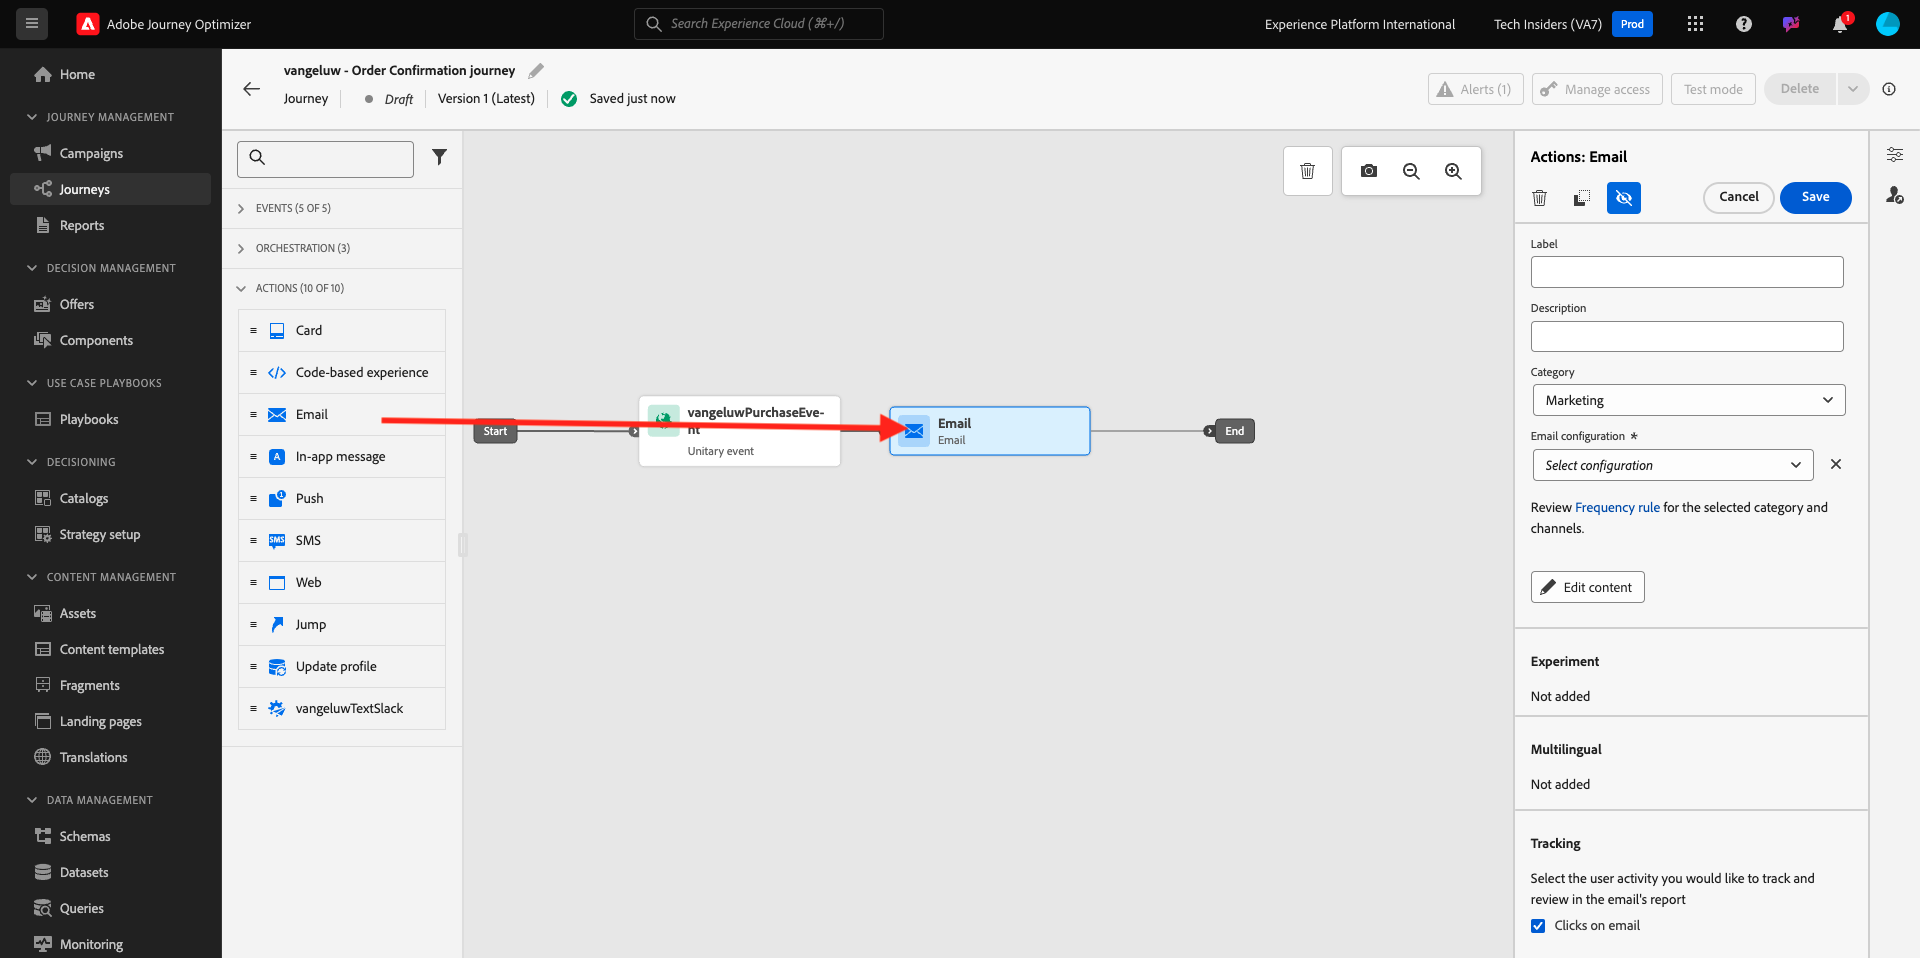 Adobe Journey Optimizer
Search Experience Cloud (⌘+/)
Experience Platform International
Tech Insiders (VA7)
Prod
1
Home
JOURNEY MANAGEMENT
Campaigns
Journeys
Reports
DECISION MANAGEMENT
Offers
Components
USE CASE PLAYBOOKS
Playbooks
DECISIONING
Catalogs
Strategy setup
CONTENT MANAGEMENT
Assets
Content templates
Fragments
Landing pages
Translations
DATA MANAGEMENT
Schemas
Datasets
Queries
Monitoring
vangeluw - Order Confirmation journey
Journey
Draft
Version 1 (Latest)
Saved just now
Alerts (1)
Manage access
Test mode
Delete
EVENTS (5 OF 5)
ORCHESTRATION (3)
ACTIONS (10 OF 10)
Card
Code-based experience
Email
In-app message
Push
SMS
Web
Jump
Update profile
vangeluwTextSlack
Start
vangeluwPurchaseEve-
nt
Unitary event
Email
Email
End
Actions: Email
Cancel
Save
Label
Description
Category
Marketing
Email configuration *
Select configuration
Review Frequency rule for the selected category and
channels.
Edit content
Experiment
Not added
Multilingual
Not added
Tracking
Select the user activity you would like to track and
review in the email's report
Clicks on email